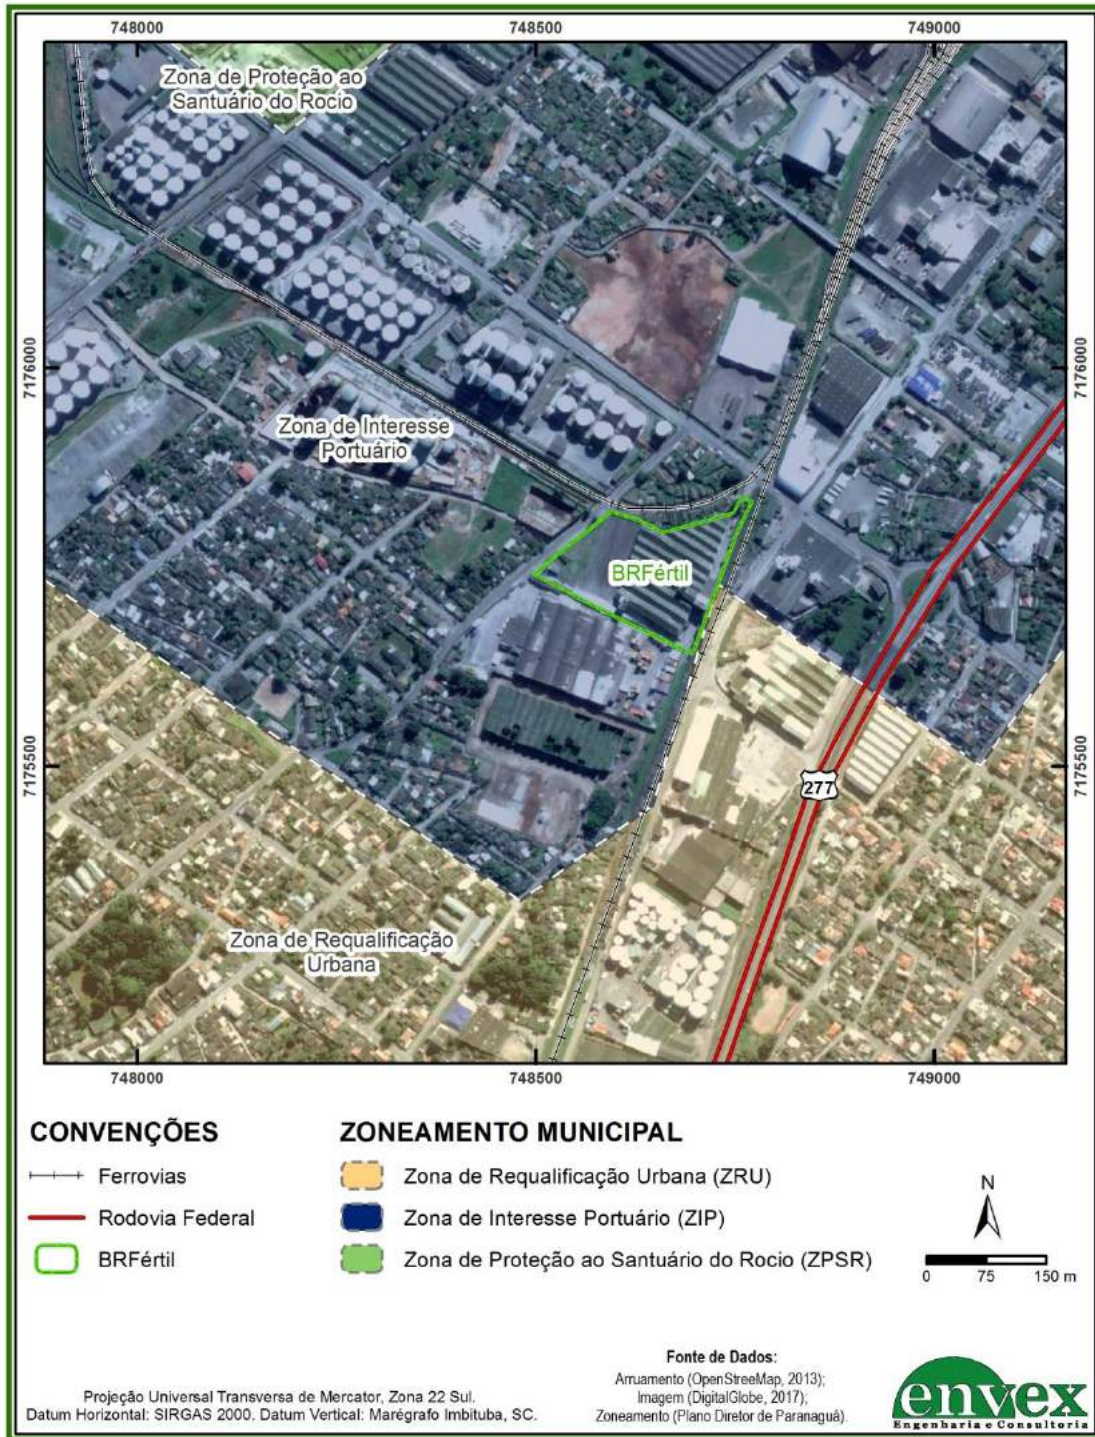 748000
748500
749000
Zona de Proteção ao
Santuário do Rocio
7176000
7176000
Zona de Interesse
Portuário
BRFértil
7175500
7175500
277
Zona de Requalificação
Urbana
748000
748500
749000
CONVENÇÕES
Ferrovias
Rodovia Federal
BRFértil
ZONEAMENTO MUNICIPAL
Zona de Requalificação Urbana (ZRU)
Zona de Interesse Portuário (ZIP)
Zona de Proteção ao Santuário do Rocio (ZPSR)
N
0 75 150 m
Projeção Universal Transversa de Mercator, Zona 22 Sul.
Datum Horizontal: SIRGAS 2000. Datum Vertical: Marégrafo Imbituba, SC.
Fonte de Dados:
Arruamento (OpenStreeMap, 2013);
Imagem (DigitalGlobe, 2017);
Zoneamento (Plano Diretor de Paranaguá).
envex
Engenharia e Consultoria